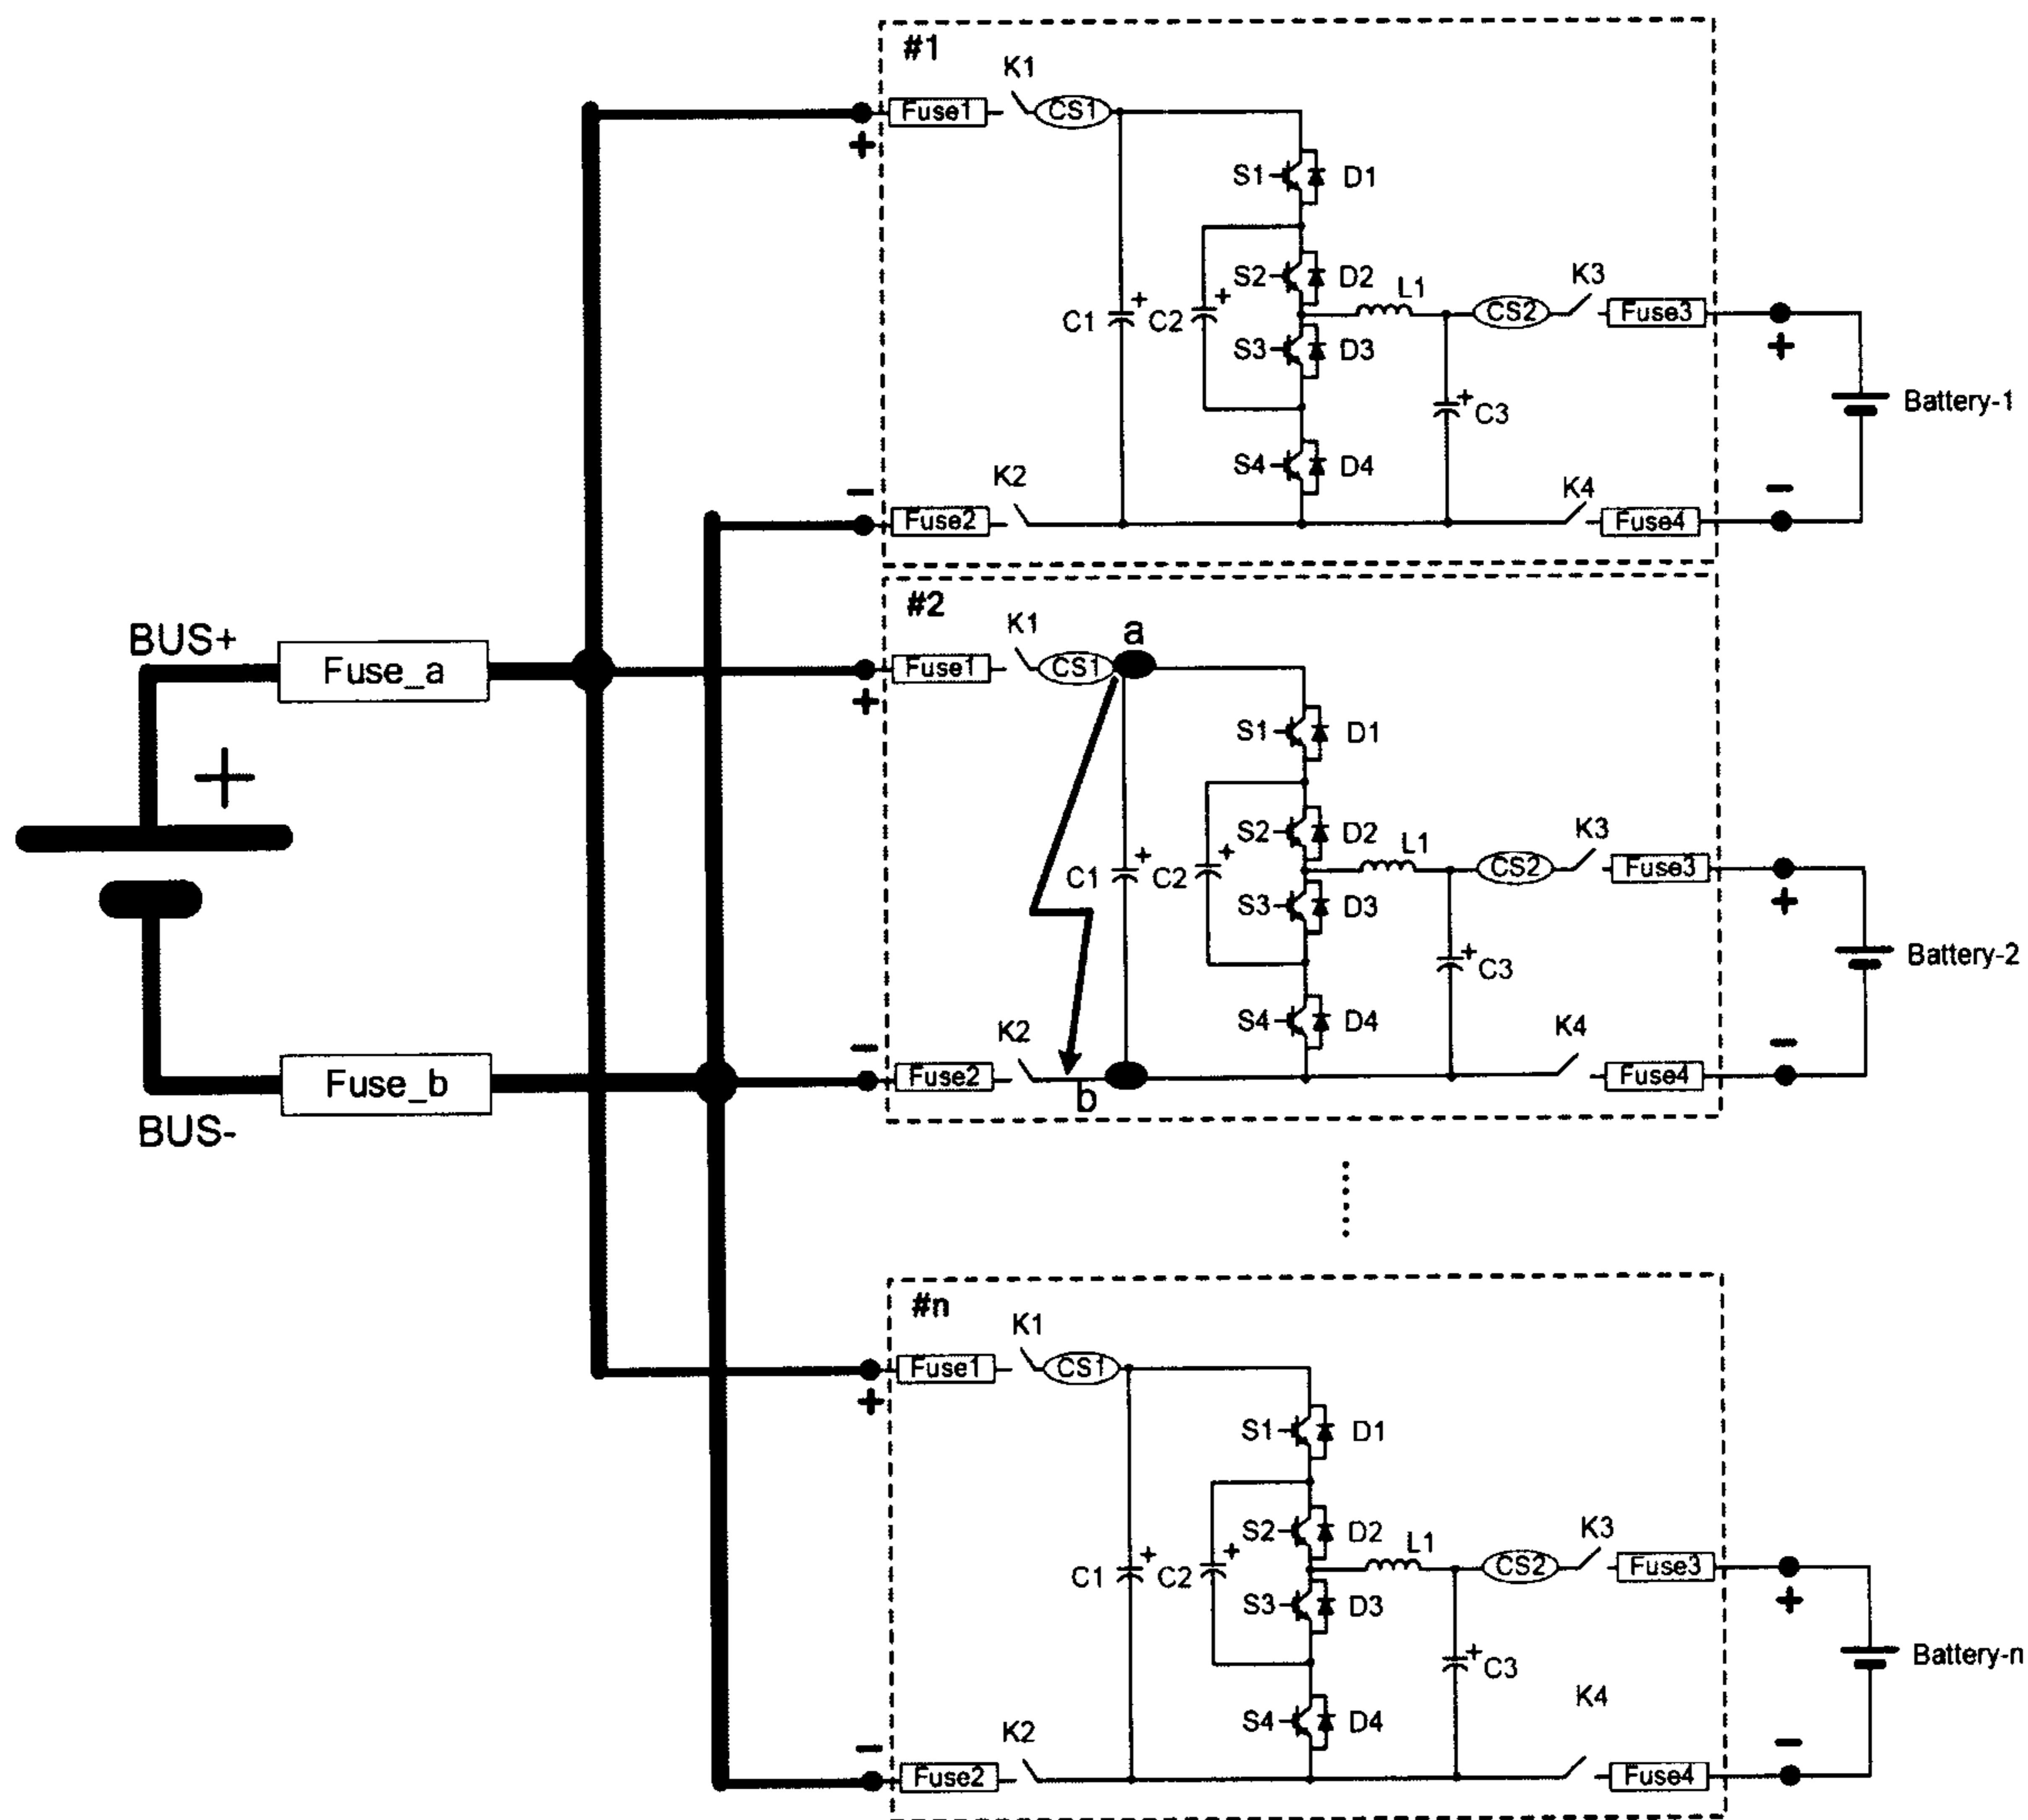 #1
K1
Fuse1
CS1
+
S1
D1
S2
D2
L1
K3
C1
+
C2
+
CS2
Fuse3
+
S3
D3
+
C3
Battery-1
S4
D4
K2
K4
−
Fuse2
Fuse4
−
#2
K1
a
BUS+
Fuse_a
Fuse1
CS1
+
S1
D1
+
S2
D2
L1
K3
C1
+
C2
+
CS2
Fuse3
+
S3
D3
+
C3
Battery-2
S4
D4
K2
K4
−
Fuse_b
Fuse2
b
Fuse4
−
BUS-
#n
K1
Fuse1
CS1
+
S1
D1
S2
D2
L1
K3
C1
+
C2
+
CS2
Fuse3
+
S3
D3
+
C3
Battery-n
S4
D4
K2
K4
−
Fuse2
Fuse4
−